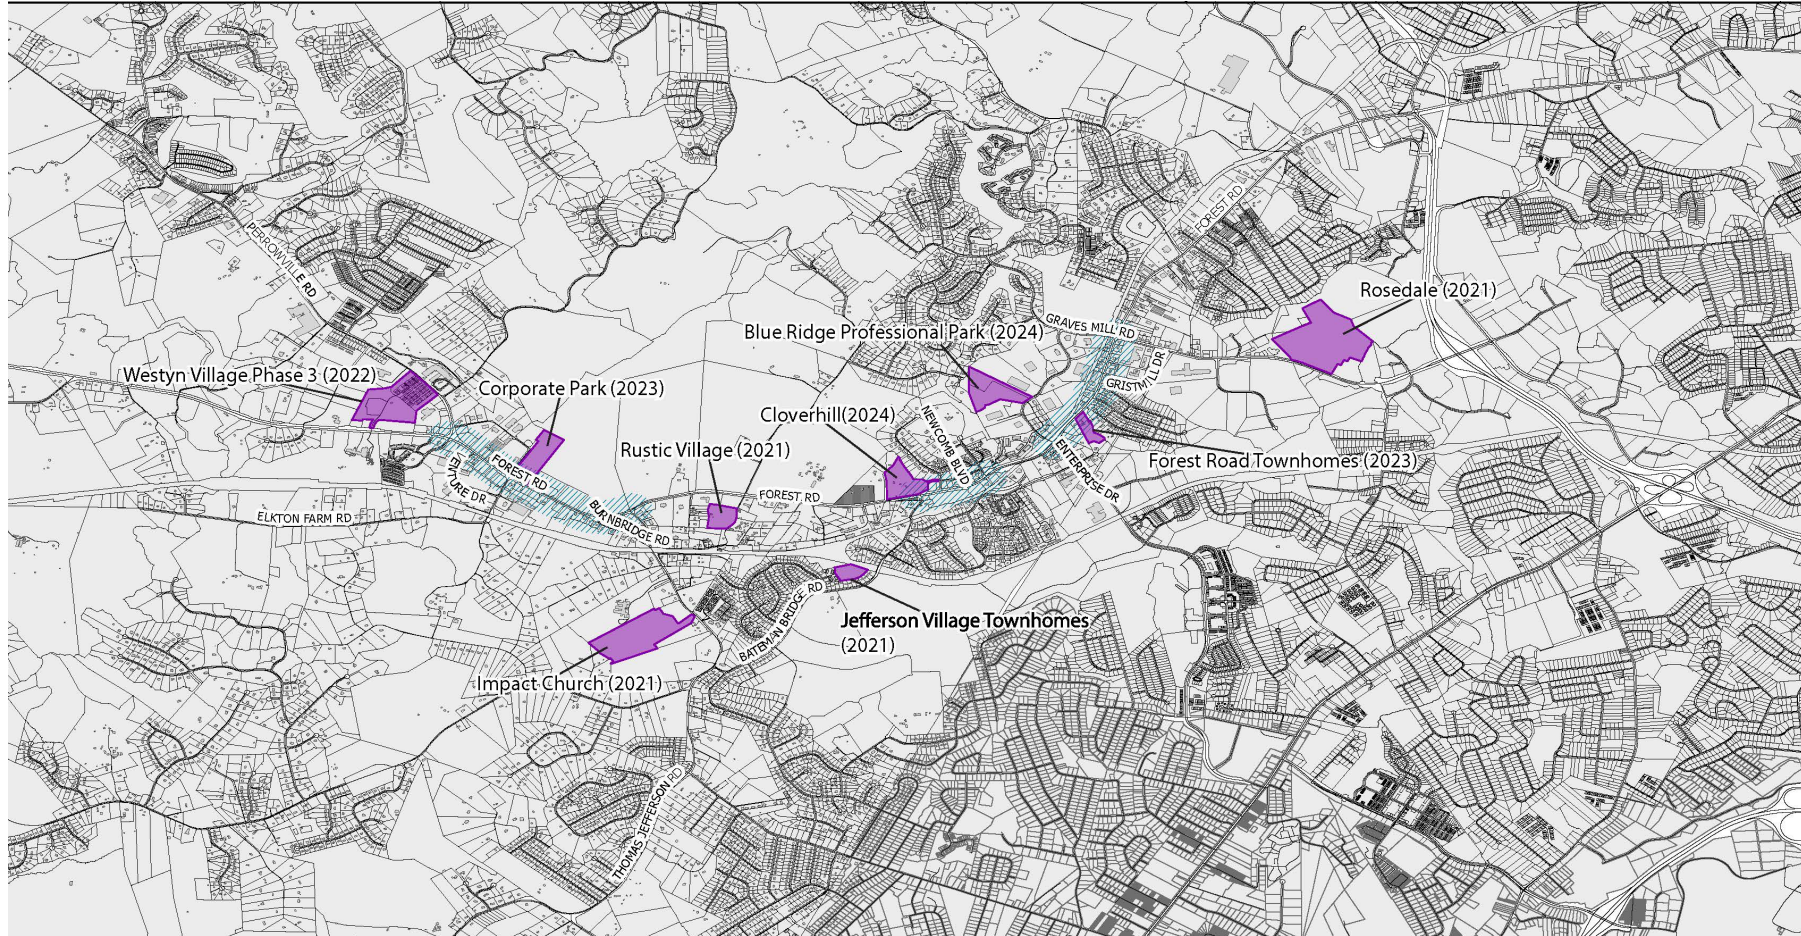 FOREST RD
PERROWVILLE RD
Rosedale (2021)
GRAVES MILL RD
Blue Ridge Professional Park (2024)
GRISTMILL DR
Westyn Village Phase 3 (2022)
Corporate Park (2023)
Cloverhill(2024)
NEWCOMB BLVD
Rustic Village (2021)
Forest Road Townhomes (2023)
ENTERPRISE DR
FOREST RD
VENTURE DR
FOREST RD
BURNBRIDGE RD
ELKTON FARM RD
BATEMAN BRIDGE RD
Jefferson Village Townhomes
(2021)
Impact Church (2021)
THOMAS JEFFERSON RD